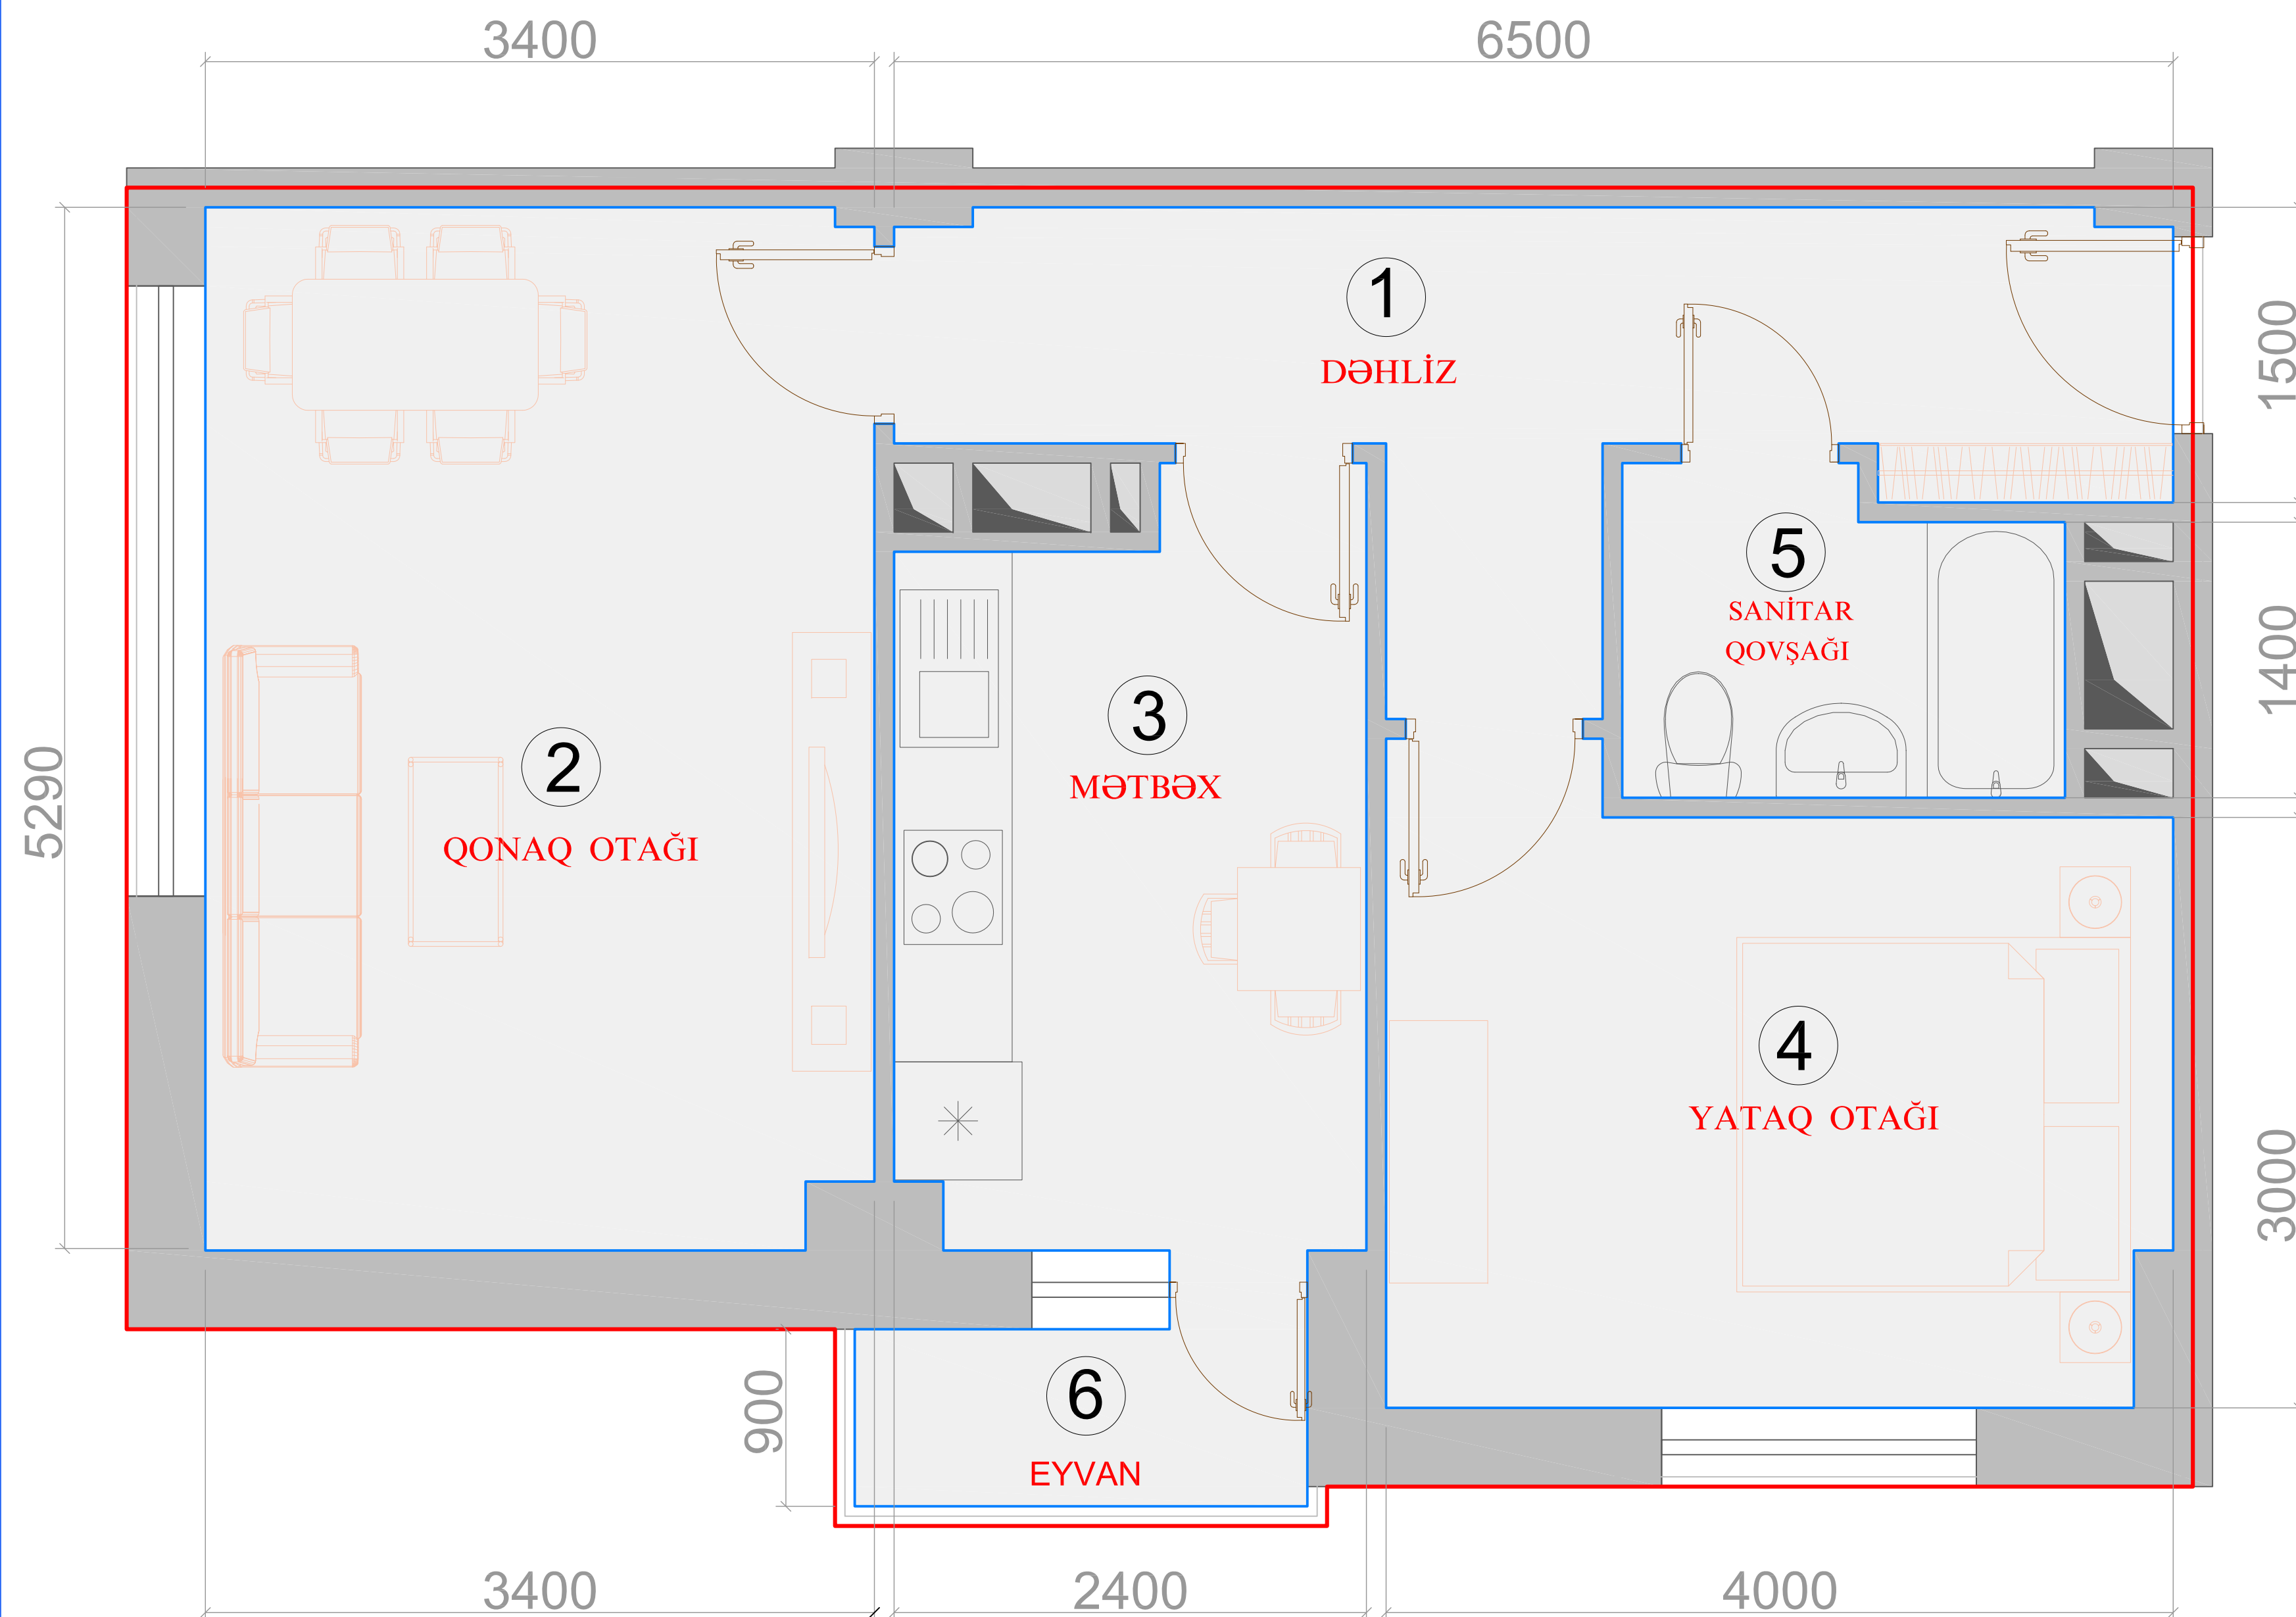 3400
6500
1
DƏHLİZ
1500
5
SANİTAR
QOVŞAĞI
1400
3
MƏTBƏX
2
QONAQ OTAĞI
5290
4
YATAQ OTAĞI
3000
6
EYVAN
900
3400
2400
4000